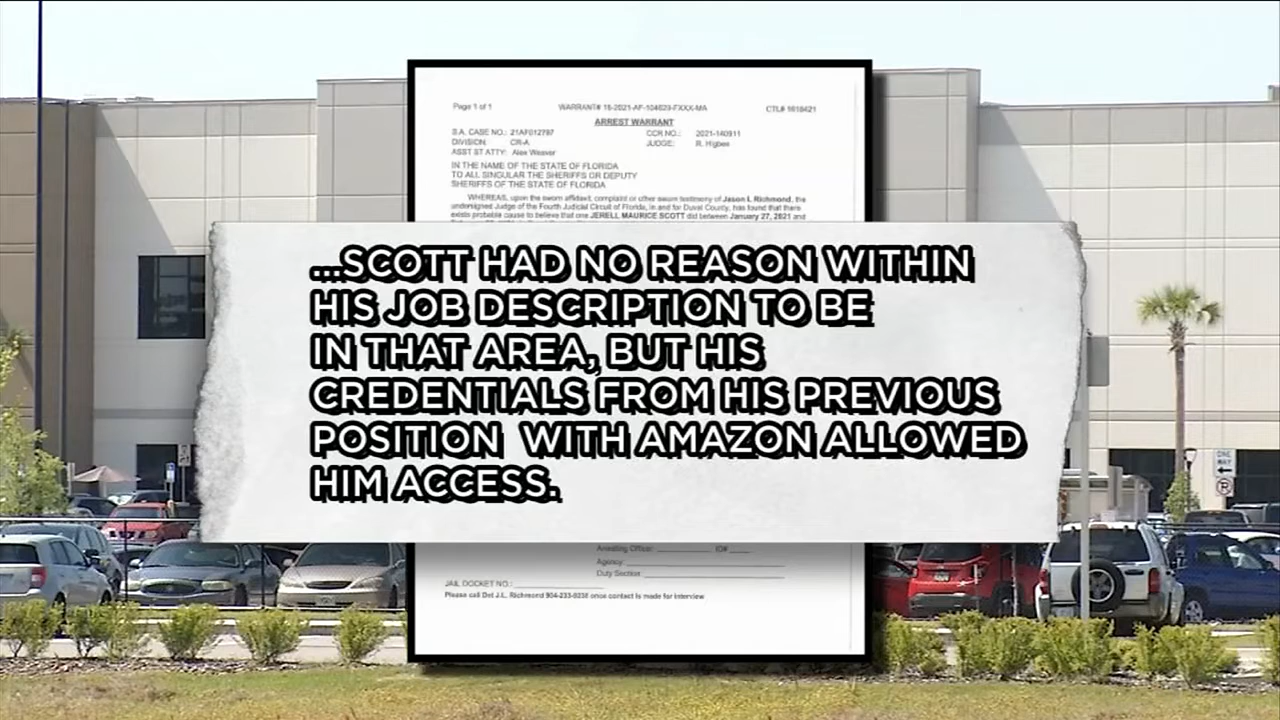 Page 1 of 1 WARRANT# 16-2021-AF-104629-FXXX-MA CTL#
ARREST WARRANT
S.A. CASE NO.: 21AF012787 CCR NO.: 2021-140911
DIVISION: CR-A JUDGE: R. Higbee
ASST ST ATTY: Alex Weaver
IN THE NAME OF THE STATE OF FLORIDA
TO ALL SINGULAR THE SHERIFFS OR DEPUTY
SHERIFFS OF THE STATE OF FLORIDA
WHEREAS, upon the sworn affidavit, complaint or other sworn testimony of Jason L Richmond, the
undersigned Judge of the Fourth Judicial Circuit of Florida, in and for Duval County, has found that there
exists probable cause to believe that one JERELL MAURICE SCOTT did between January 27, 2021 and
...SCOTT HAD NO REASON WITHIN
HIS JOB DESCRIPTION TO BE
IN THAT AREA, BUT HIS
CREDENTIALS FROM HIS PREVIOUS
POSITION WITH AMAZON ALLOWED
HIM ACCESS.
ONE
WAY
Arresting Officer: ID#
Agency:
Duty Section:
JAIL DOCKET NO.:
Please call Det J.L. Richmond once contact is made for interview